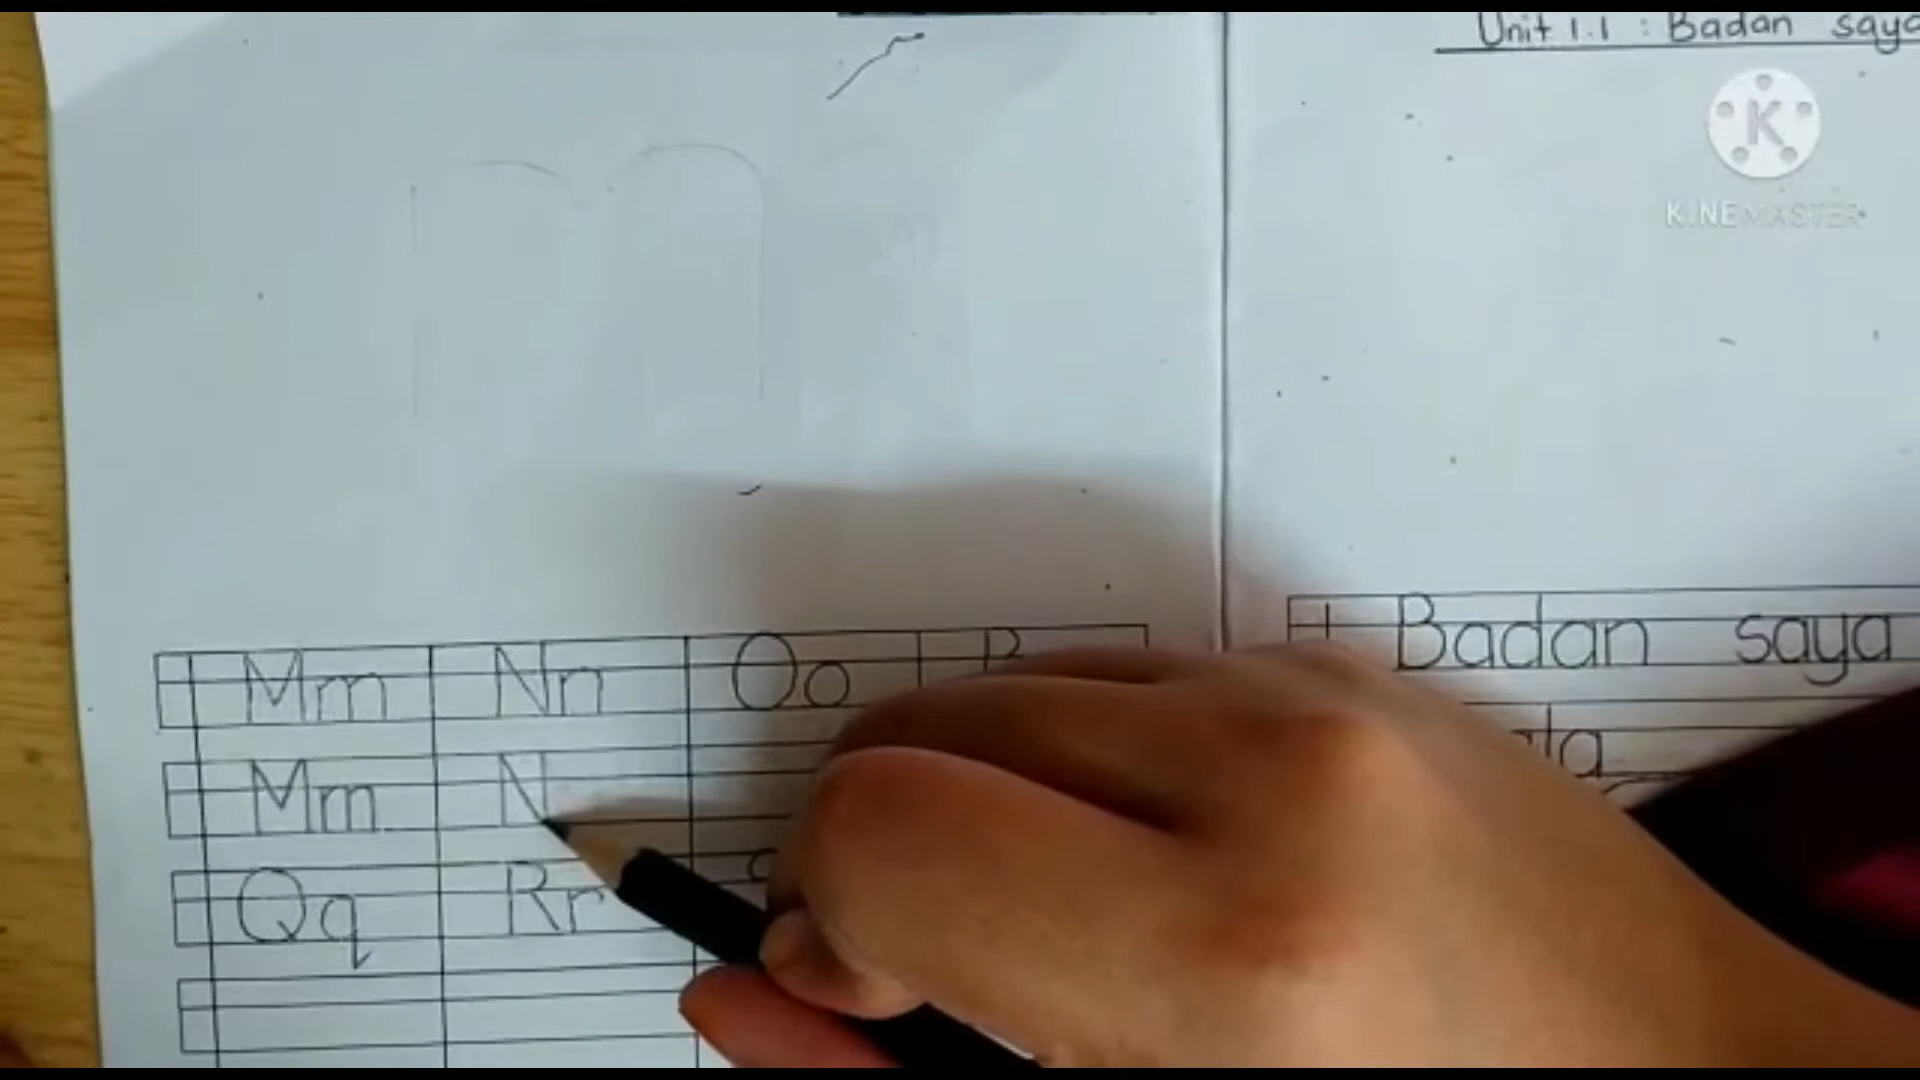 Unit 1.1 : Badan saya
K
KINEMASTER
Mm Nn Oo P
Mm N
Qq Rr
Badan saya